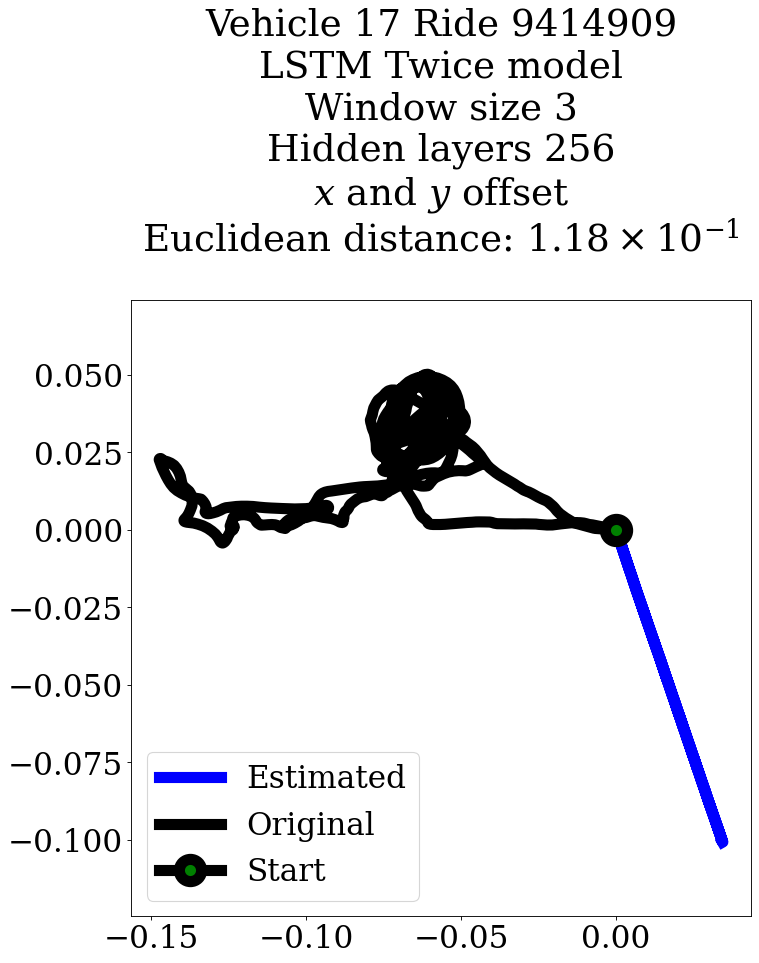 Vehicle 17 Ride 9414909
LSTM Twice model
Window size 3
Hidden layers 256
x and y offset
Euclidean distance: 1.18 × 10⁻¹
0.050
0.025
0.000
−0.025
−0.050
−0.075
−0.100
Estimated
Original
Start
−0.15 −0.10 −0.05 0.00